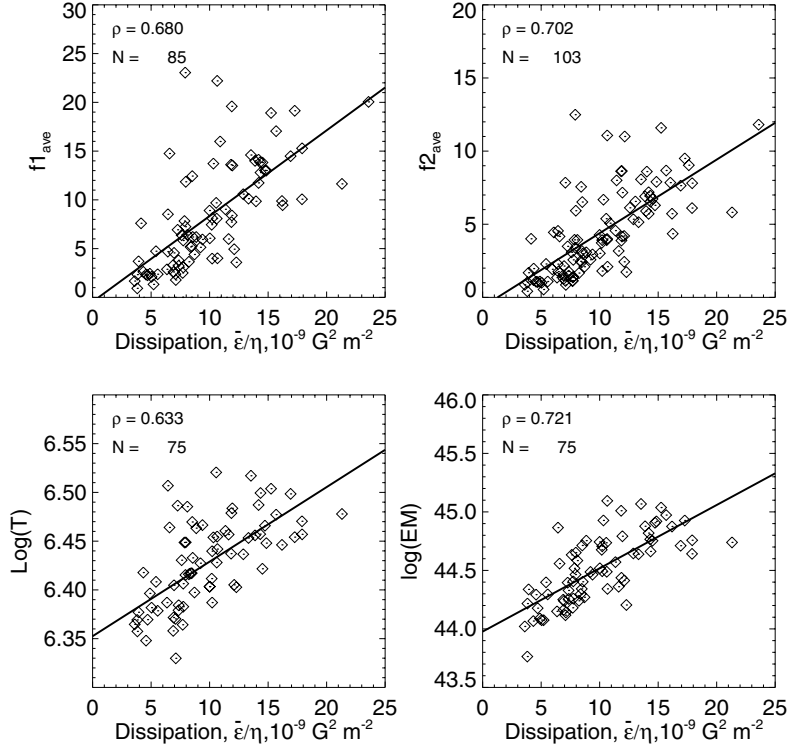 ρ = 0.680
N = 85
f1ave
30
25
20
15
10
5
0
0 5 10 15 20 25
Dissipation, ε̄/η,10-9 G2 m-2
ρ = 0.702
N = 103
f2ave
20
15
10
5
0
0 5 10 15 20 25
Dissipation, ε̄/η,10-9 G2 m-2
ρ = 0.633
N = 75
Log(T)
6.55
6.50
6.45
6.40
6.35
0 5 10 15 20 25
Dissipation, ε̄/η,10-9 G2 m-2
ρ = 0.721
N = 75
log(EM)
46.0
45.5
45.0
44.5
44.0
43.5
0 5 10 15 20 25
Dissipation, ε̄/η,10-9 G2 m-2